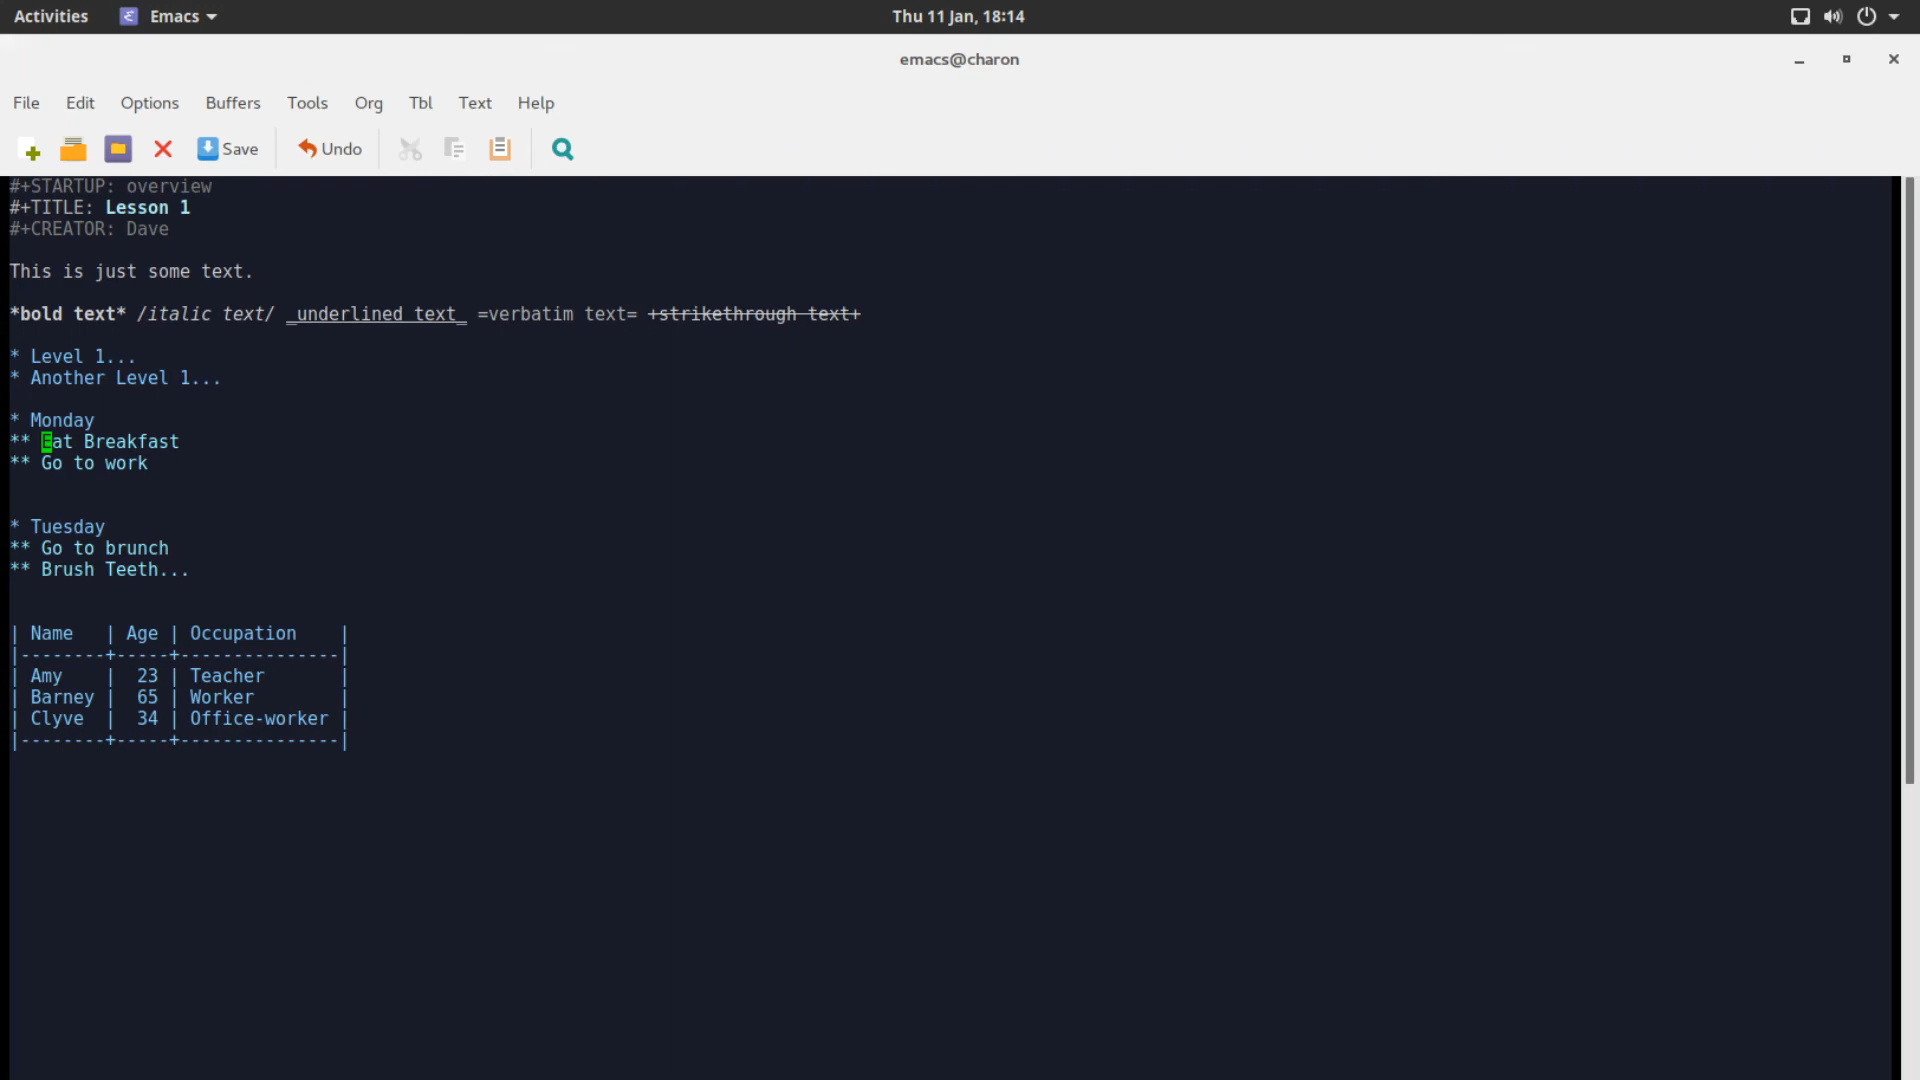 Activities Emacs Thu 11 Jan, 18:14
emacs@charon
File Edit Options Buffers Tools Org Tbl Text Help
Save Undo
#+STARTUP: overview
#+TITLE: Lesson 1
#+CREATOR: Dave
This is just some text.
*bold text* /italic text/ _underlined text_ =verbatim text= +strikethrough text+
* Level 1...
* Another Level 1...
* Monday
** Eat Breakfast
** Go to work
* Tuesday
** Go to brunch
** Brush Teeth...
| Name   | Age | Occupation    |
|--------+-----+---------------|
| Amy    |  23 | Teacher       |
| Barney |  65 | Worker        |
| Clyve  |  34 | Office-worker |
|--------+-----+---------------|